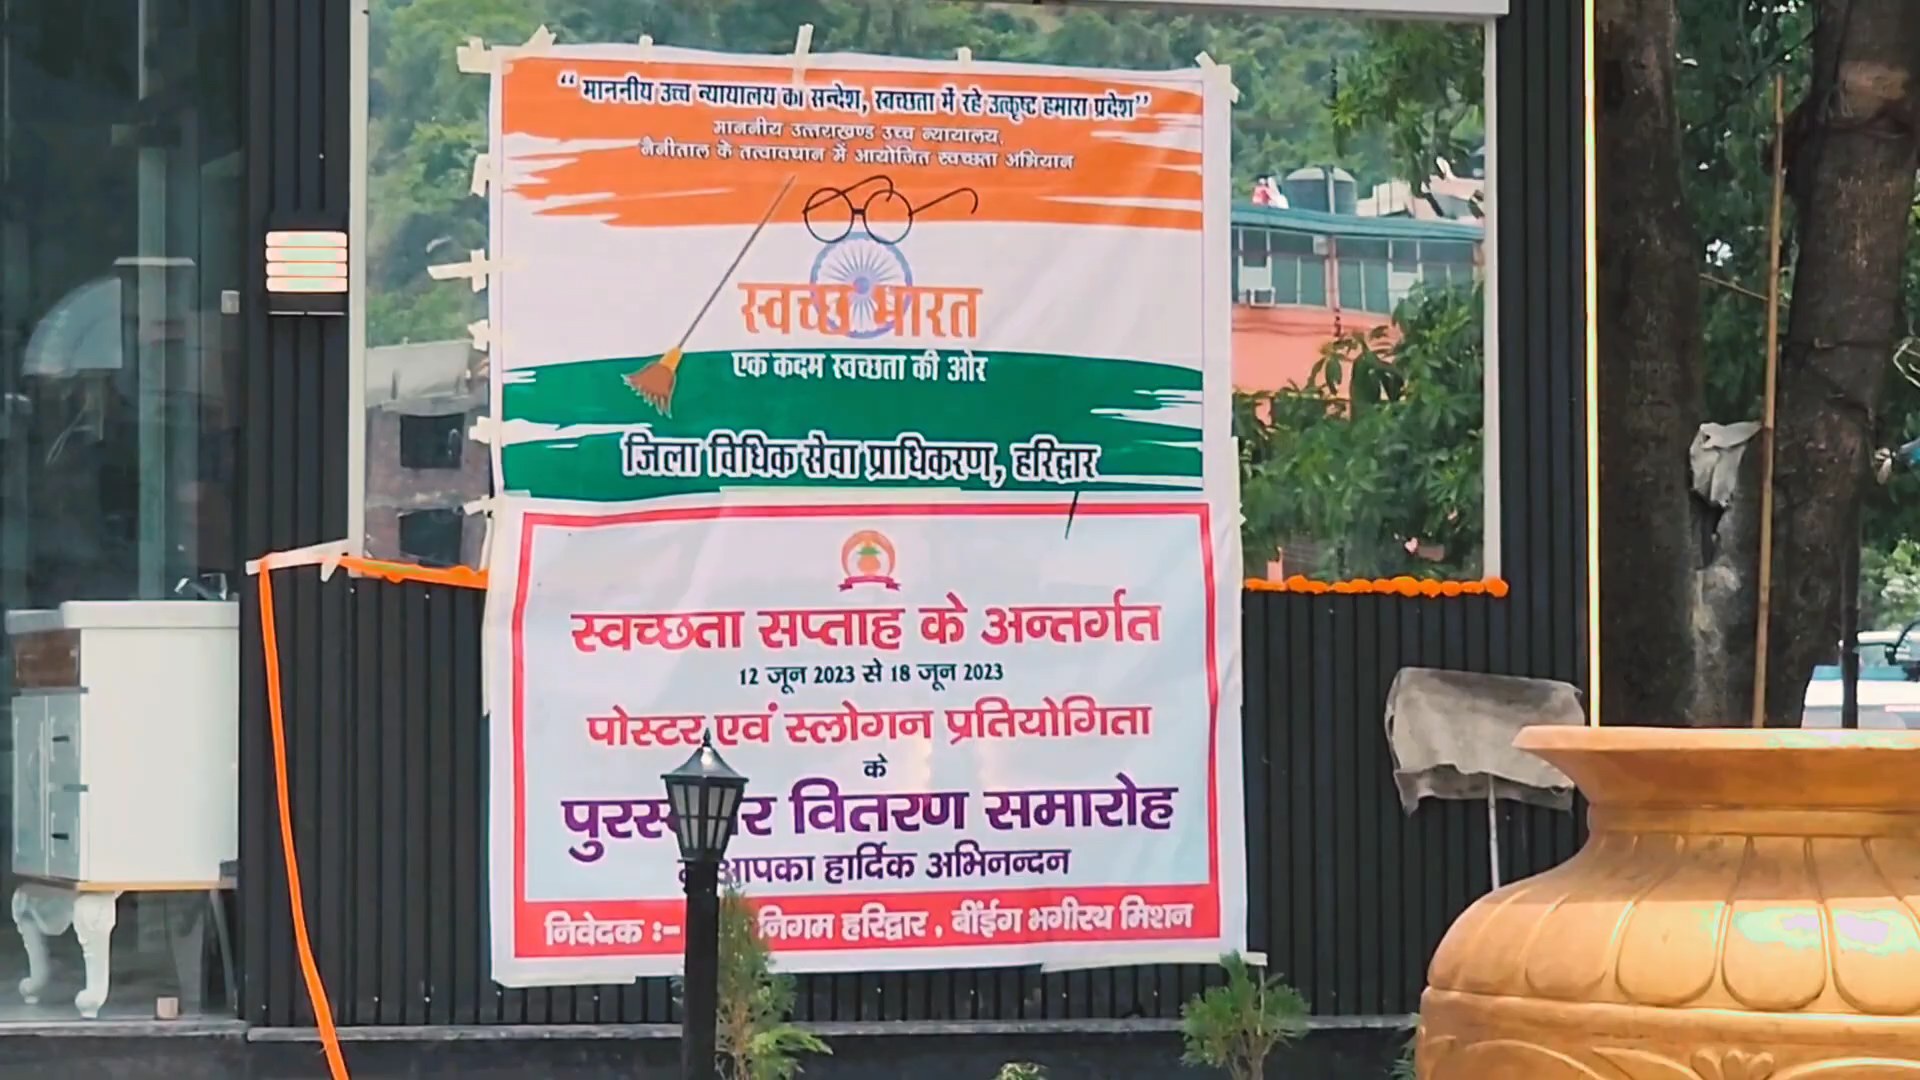 “माननीय उच्च न्यायालय का सन्देश, स्वच्छता में रहे उत्कृष्ट हमारा प्रदेश”
माननीय उत्तराखण्ड उच्च न्यायालय,
नैनीताल के तत्वावधान में आयोजित स्वच्छता अभियान
स्वच्छ भारत
एक कदम स्वच्छता की ओर
जिला विधिक सेवा प्राधिकरण, हरिद्वार
स्वच्छता सप्ताह के अन्तर्गत
12 जून 2023 से 18 जून 2023
पोस्टर एवं स्लोगन प्रतियोगिता
के
वितरण समारोह
आपका हार्दिक अभिनन्दन
निवेदक :- निगम हरिद्वार , बींईग भगीरथ मिशन